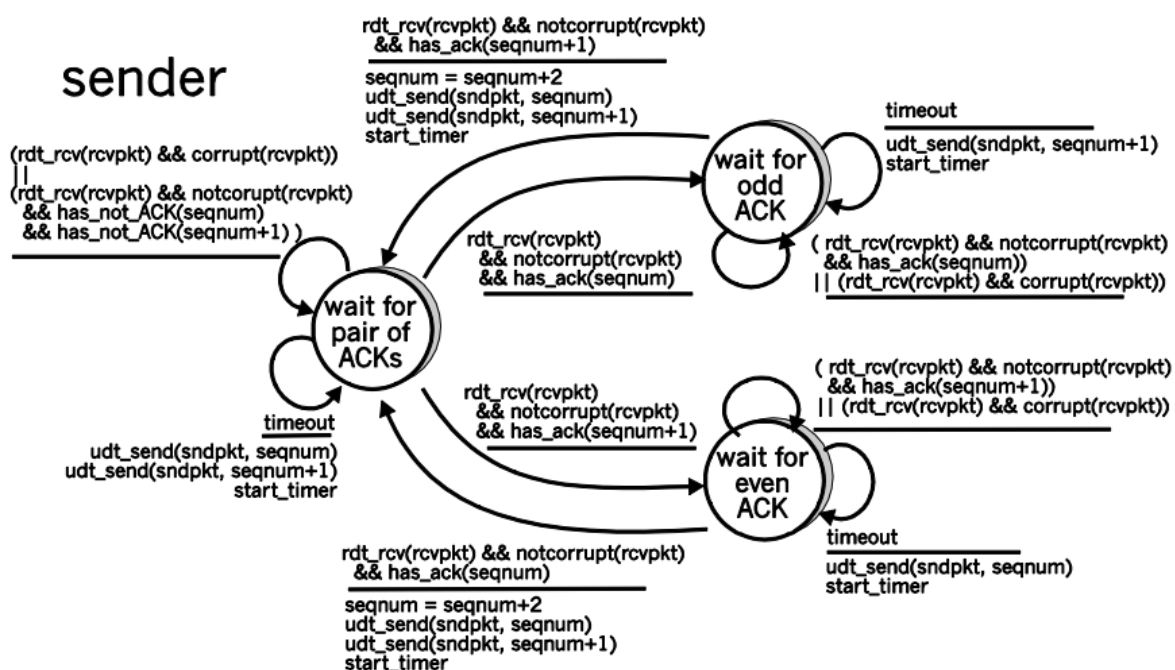 sender
rdt_rcv(rcvpkt) && notcorrupt(rcvpkt)
&& has_ack(seqnum+1)
seqnum = seqnum+2
udt_send(sndpkt, seqnum)
udt_send(sndpkt, seqnum+1)
start_timer
(rdt_rcv(rcvpkt) && corrupt(rcvpkt))
||
(rdt_rcv(rcvpkt) && notcorupt(rcvpkt)
&& has_not_ACK(seqnum)
&& has_not_ACK(seqnum+1) )
wait for
odd
ACK
timeout
udt_send(sndpkt, seqnum+1)
start_timer
rdt_rcv(rcvpkt)
&& notcorrupt(rcvpkt)
&& has_ack(seqnum)
( rdt_rcv(rcvpkt) && notcorrupt(rcvpkt)
&& has_ack(seqnum))
|| (rdt_rcv(rcvpkt) && corrupt(rcvpkt))
wait for
pair of
ACKs
timeout
udt_send(sndpkt, seqnum)
udt_send(sndpkt, seqnum+1)
start_timer
rdt_rcv(rcvpkt)
&& notcorrupt(rcvpkt)
&& has_ack(seqnum+1)
( rdt_rcv(rcvpkt) && notcorrupt(rcvpkt)
&& has_ack(seqnum+1))
|| (rdt_rcv(rcvpkt) && corrupt(rcvpkt))
wait for
even
ACK
timeout
udt_send(sndpkt, seqnum)
start_timer
rdt_rcv(rcvpkt) && notcorrupt(rcvpkt)
&& has_ack(seqnum)
seqnum = seqnum+2
udt_send(sndpkt, seqnum)
udt_send(sndpkt, seqnum+1)
start_timer